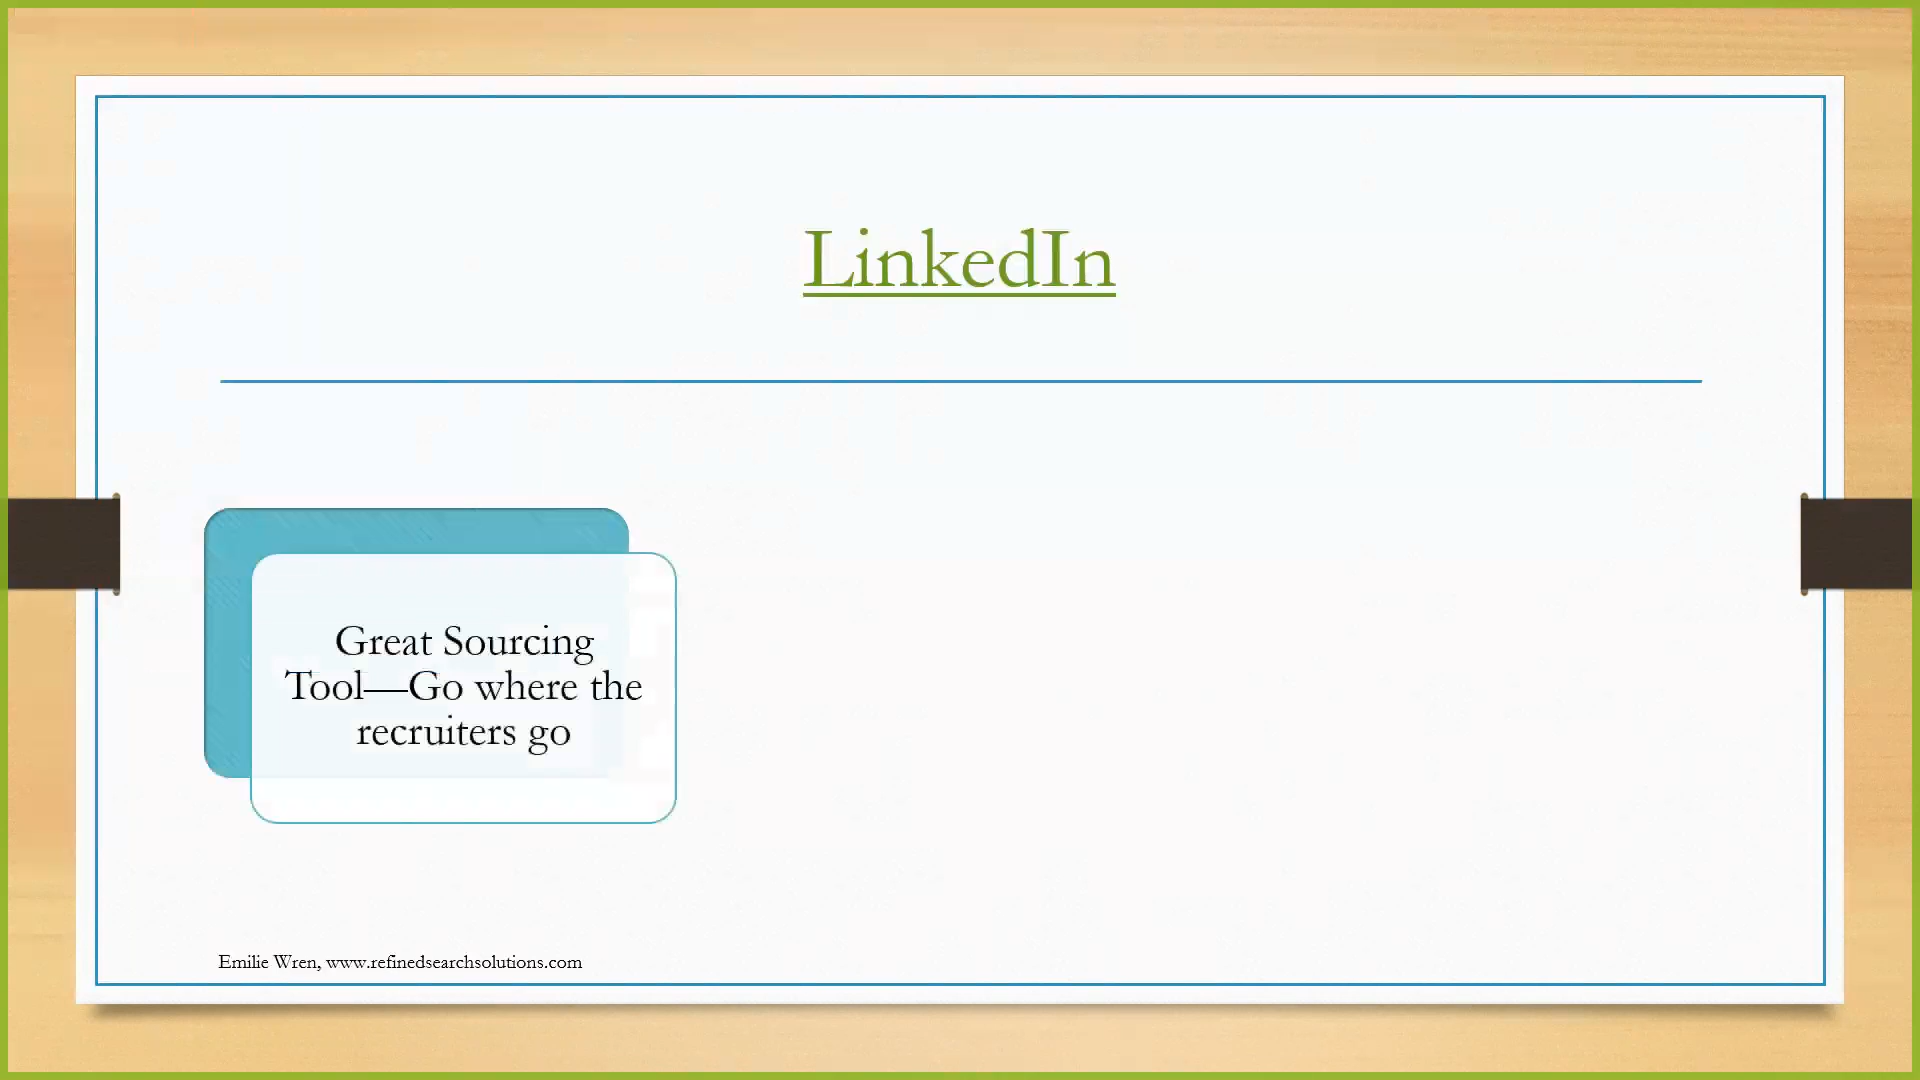 LinkedIn
Great Sourcing
Tool—Go where the
recruiters go
Emilie Wren, www.refinedsearchsolutions.com